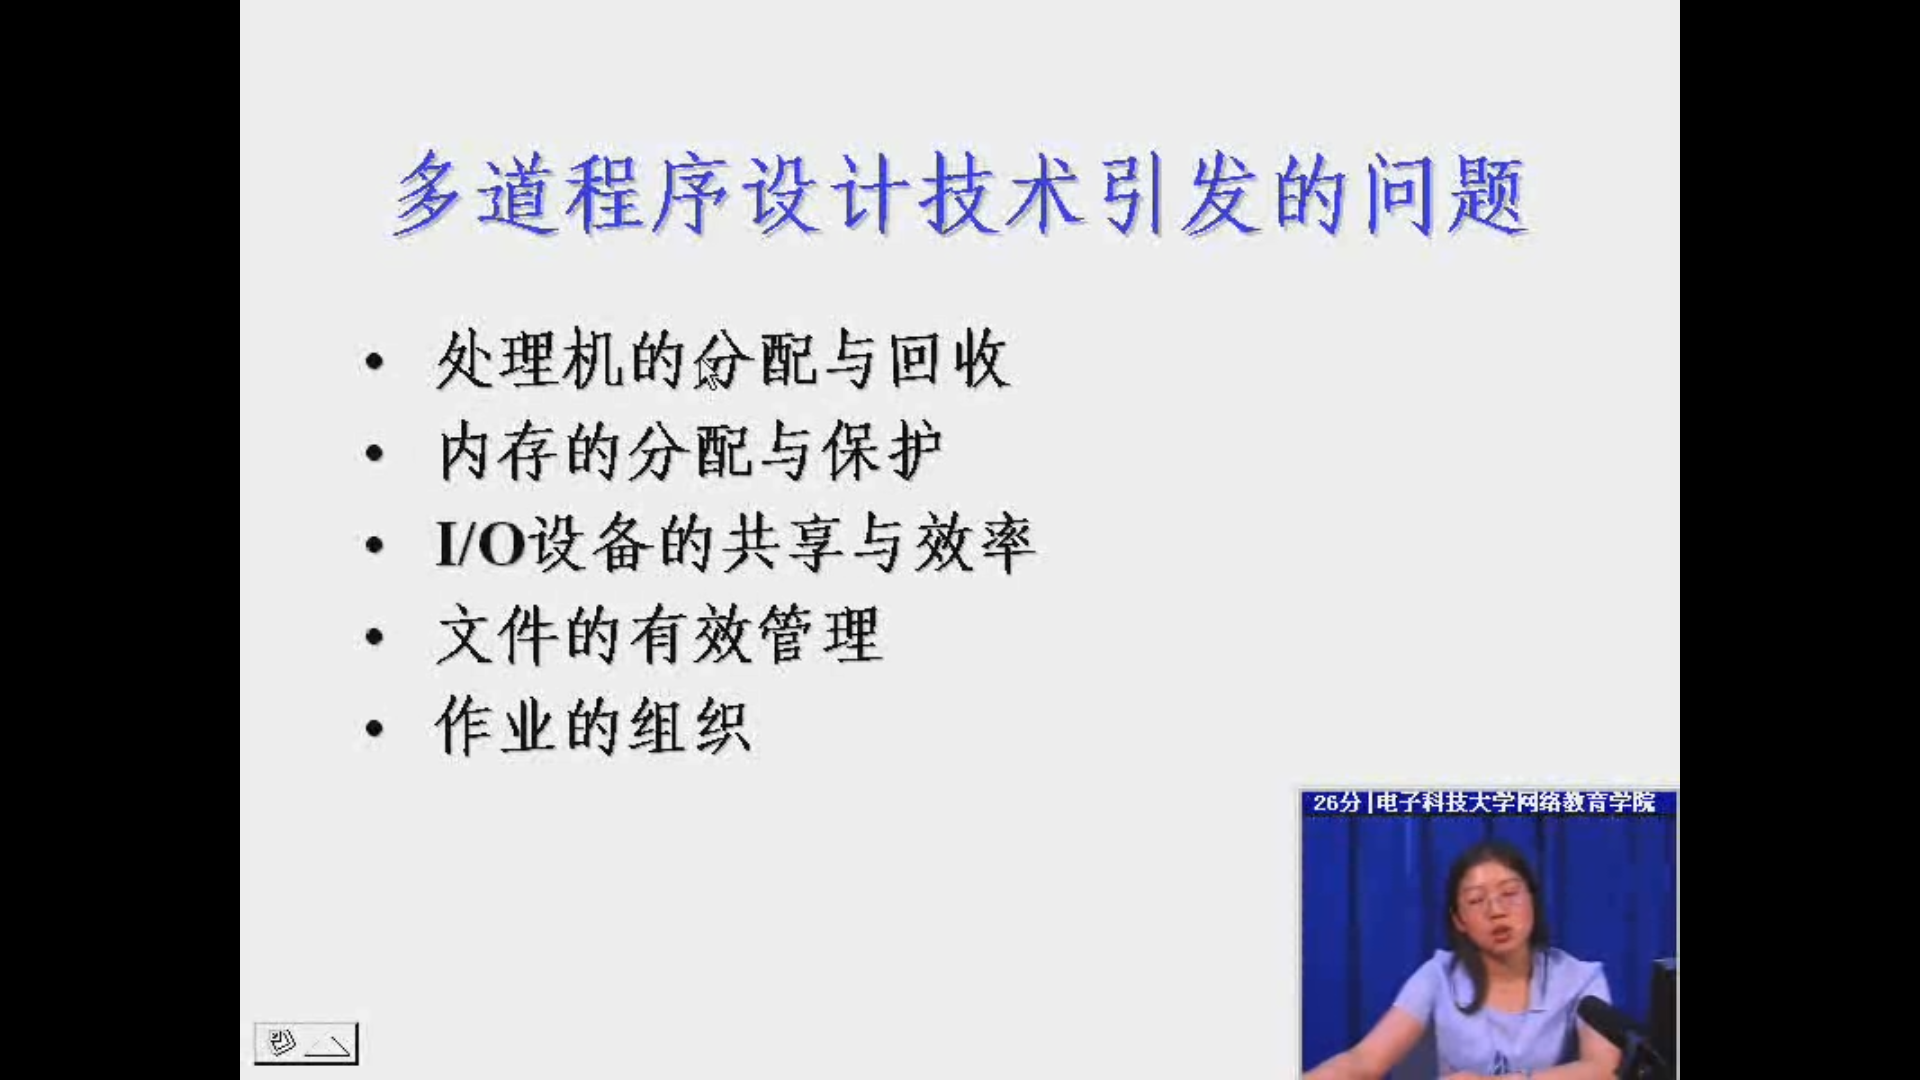 多道程序设计技术引发的问题
• 处理机的分配与回收
• 内存的分配与保护
• I/O设备的共享与效率
• 文件的有效管理
• 作业的组织
26分|电子科技大学网络教育学院